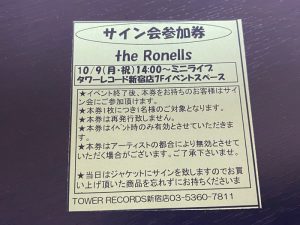 サイン会参加券
the Ronells
10/9(月・祝)14:00～ミニライブ
タワーレコード新宿店7Fイベントスペース
★イベント終了後、本券をお持ちのお客様はサイ
ン会にご参加頂けます。
★本券1枚につき1名様のご対象となります。
★本券は再発行致しません。
★本券はイベント時のみ有効とさせていただきま
す。
★本券はアーティストの都合により無効とさせて
いただく場合がございます。ご了承下さいませ。
★当日はジャケットにサインを致しますのでお買
い上げ頂いた商品を忘れずにお持ちくださいま
TOWER RECORDS新宿店03-5360-7811